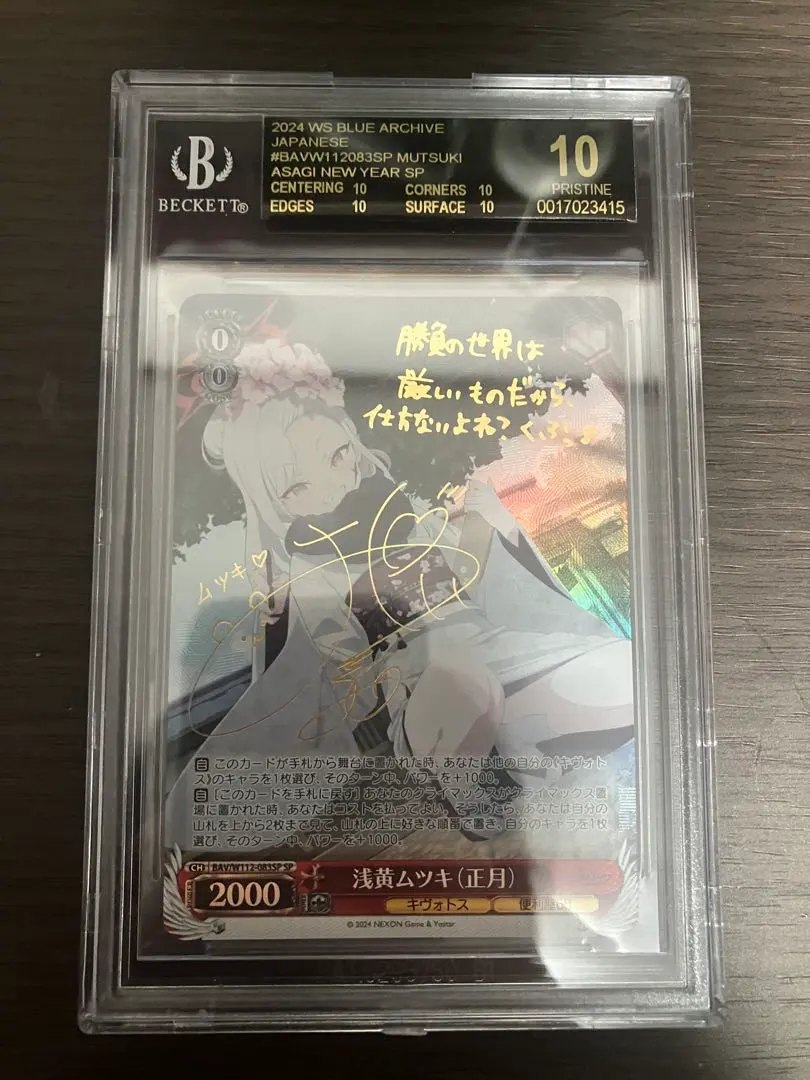 2024 WS BLUE ARCHIVE
JAPANESE
#BAVW112083SP MUTSUKI
ASAGI NEW YEAR SP
CENTERING 10 CORNERS 10
EDGES 10 SURFACE 10
B
BECKETT®
10
PRISTINE
0017023415
0
0
勝負の世界は
厳しいものだから、
仕方ないよね？くふふ♪
ムツキ♡
自 このカードが手札から舞台に置かれた時、あなたは他の自分の《キヴォト
ス》のキャラを1枚選び、そのターン中、パワーを＋1000。
自 [このカードを手札に戻す] あなたのクライマックスがクライマックス置
場に置かれた時、あなたはコストを払ってよい。そうしたら、あなたは自分の
山札を上から2枚まで見て、山札の上に好きな順番で置き、自分のキャラを1枚
選び、そのターン中、パワーを＋1000。
CH BAV/W112-083SP SP
2000
浅黄ムツキ（正月）
キヴォトス
© 2024 NEXON Game & Yostar